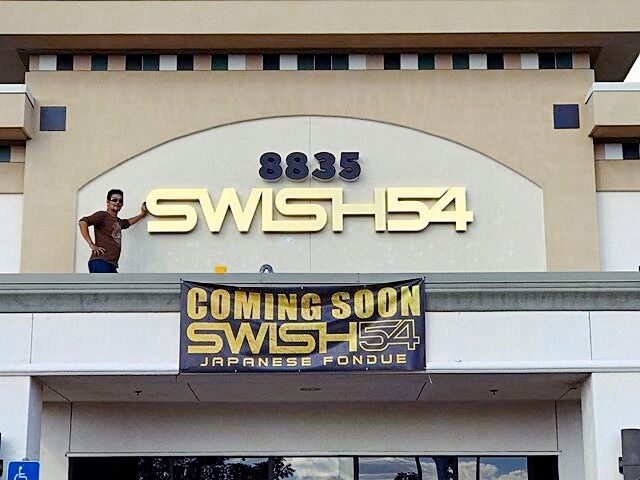 8835
SWISH54
COMING SOON
SWISH54
JAPANESE FONDUE